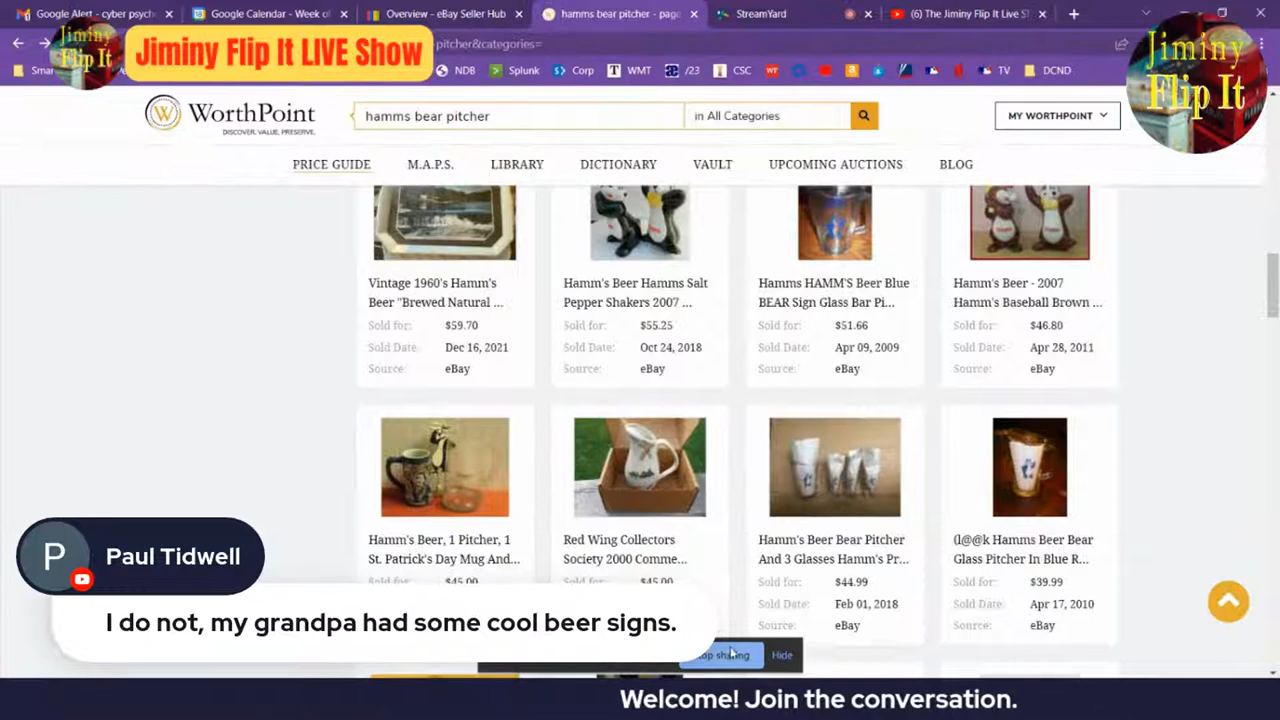 Google Alert - cyber psych
Google Calendar - Week o
Overview - eBay Seller Hub
hamms bear pitcher - page
StreamYard
(6) The Jiminy Flip It Live S
Jiminy Flip It
Jiminy Flip It LIVE Show
pitcher&categories=
Jiminy Flip It
Smar
NDB
Splunk
Corp
WMT
/23
CSC
TV
DCND
WorthPoint
DISCOVER. VALUE. PRESERVE.
hamms bear pitcher
in All Categories
MY WORTHPOINT
PRICE GUIDE
M.A.P.S.
LIBRARY
DICTIONARY
VAULT
UPCOMING AUCTIONS
BLOG
Vintage 1960's Hamm's
Beer "Brewed Natural ...
Sold for: $59.70
Sold Date: Dec 16, 2021
Source: eBay
Hamm's Beer Hamms Salt
Pepper Shakers 2007 ...
Sold for: $55.25
Sold Date: Oct 24, 2018
Source: eBay
Hamms HAMM'S Beer Blue
BEAR Sign Glass Bar Pi...
Sold for: $51.66
Sold Date: Apr 09, 2009
Source: eBay
Hamm's Beer - 2007
Hamm's Baseball Brown ...
Sold for: $46.80
Sold Date: Apr 28, 2011
Source: eBay
Hamm's Beer, 1 Pitcher, 1
St. Patrick's Day Mug And...
Sold for: $45.00
Red Wing Collectors
Society 2000 Comme...
Sold for: $45.00
Hamm's Beer Bear Pitcher
And 3 Glasses Hamm's Pr...
Sold for: $44.99
Sold Date: Feb 01, 2018
Source: eBay
(l@@k Hamms Beer Bear
Glass Pitcher In Blue R...
Sold for: $39.99
Sold Date: Apr 17, 2010
Source: eBay
P
Paul Tidwell
I do not, my grandpa had some cool beer signs.
op sharing
Hide
Welcome! Join the conversation.